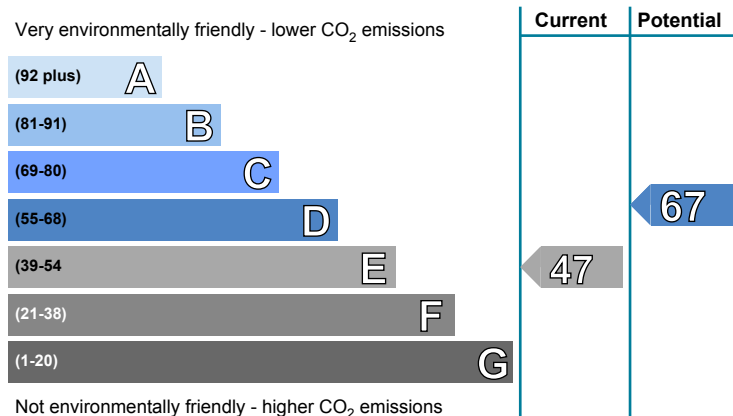 Current Potential
Very environmentally friendly - lower CO2 emissions
(92 plus) A
(81-91) B
(69-80) C
67
(55-68) D
(39-54 E
47
(21-38) F
(1-20) G
Not environmentally friendly - higher CO2 emissions